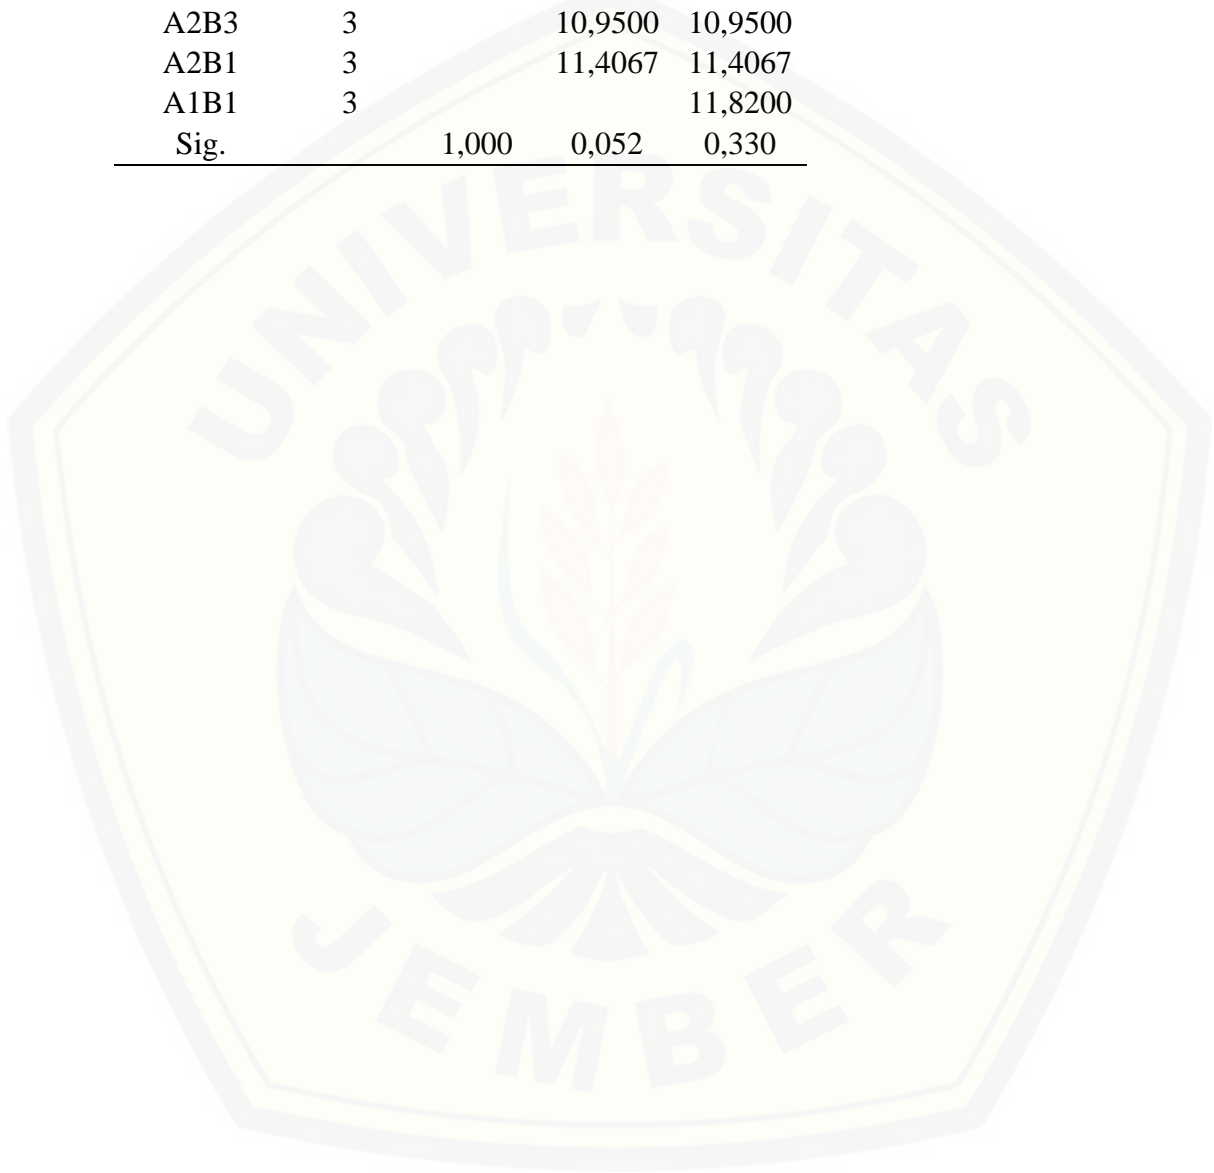 A2B3 3 10,9500 10,9500
A2B1 3 11,4067 11,4067
A1B1 3 11,8200
Sig. 1,000 0,052 0,330
UNIVERSITAS
JEMBER